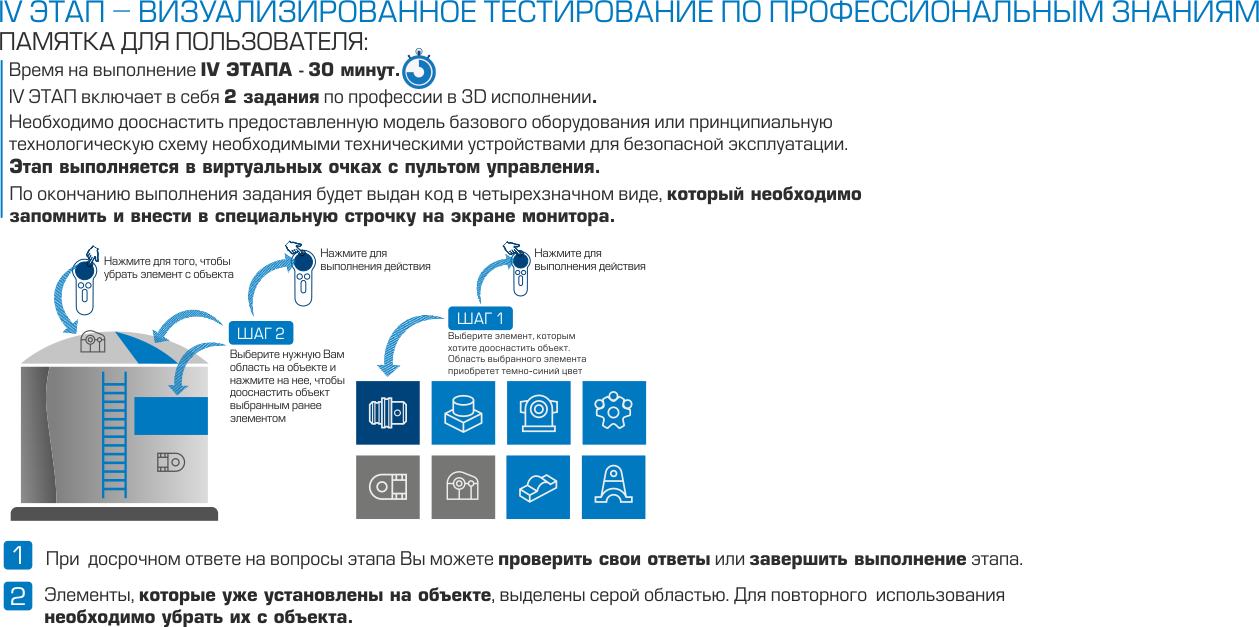 IV ЭТАП – ВИЗУАЛИЗИРОВАННОЕ ТЕСТИРОВАНИЕ ПО ПРОФЕССИОНАЛЬНЫМ ЗНАНИЯМ
ПАМЯТКА ДЛЯ ПОЛЬЗОВАТЕЛЯ:
Время на выполнение IV ЭТАПА - 30 минут.
IV ЭТАП включает в себя 2 задания по профессии в 3D исполнении.
Необходимо дооснастить предоставленную модель базового оборудования или принципиальную
технологическую схему необходимыми техническими устройствами для безопасной эксплуатации.
Этап выполняется в виртуальных очках с пультом управления.
По окончанию выполнения задания будет выдан код в четырехзначном виде, который необходимо
запомнить и внести в специальную строчку на экране монитора.
Нажмите для того, чтобы
убрать элемент с объекта
Нажмите для
выполнения действия
Нажмите для
выполнения действия
ШАГ 2
Выберите нужную Вам
область на объекте и
нажмите на нее, чтобы
дооснастить объект
выбранным ранее
элементом
ШАГ 1
Выберите элемент, которым
хотите дооснастить объект.
Область выбранного элемента
приобретет темно-синий цвет
1
При досрочном ответе на вопросы этапа Вы можете проверить свои ответы или завершить выполнение этапа.
2
Элементы, которые уже установлены на объекте, выделены серой областью. Для повторного использования
необходимо убрать их с объекта.